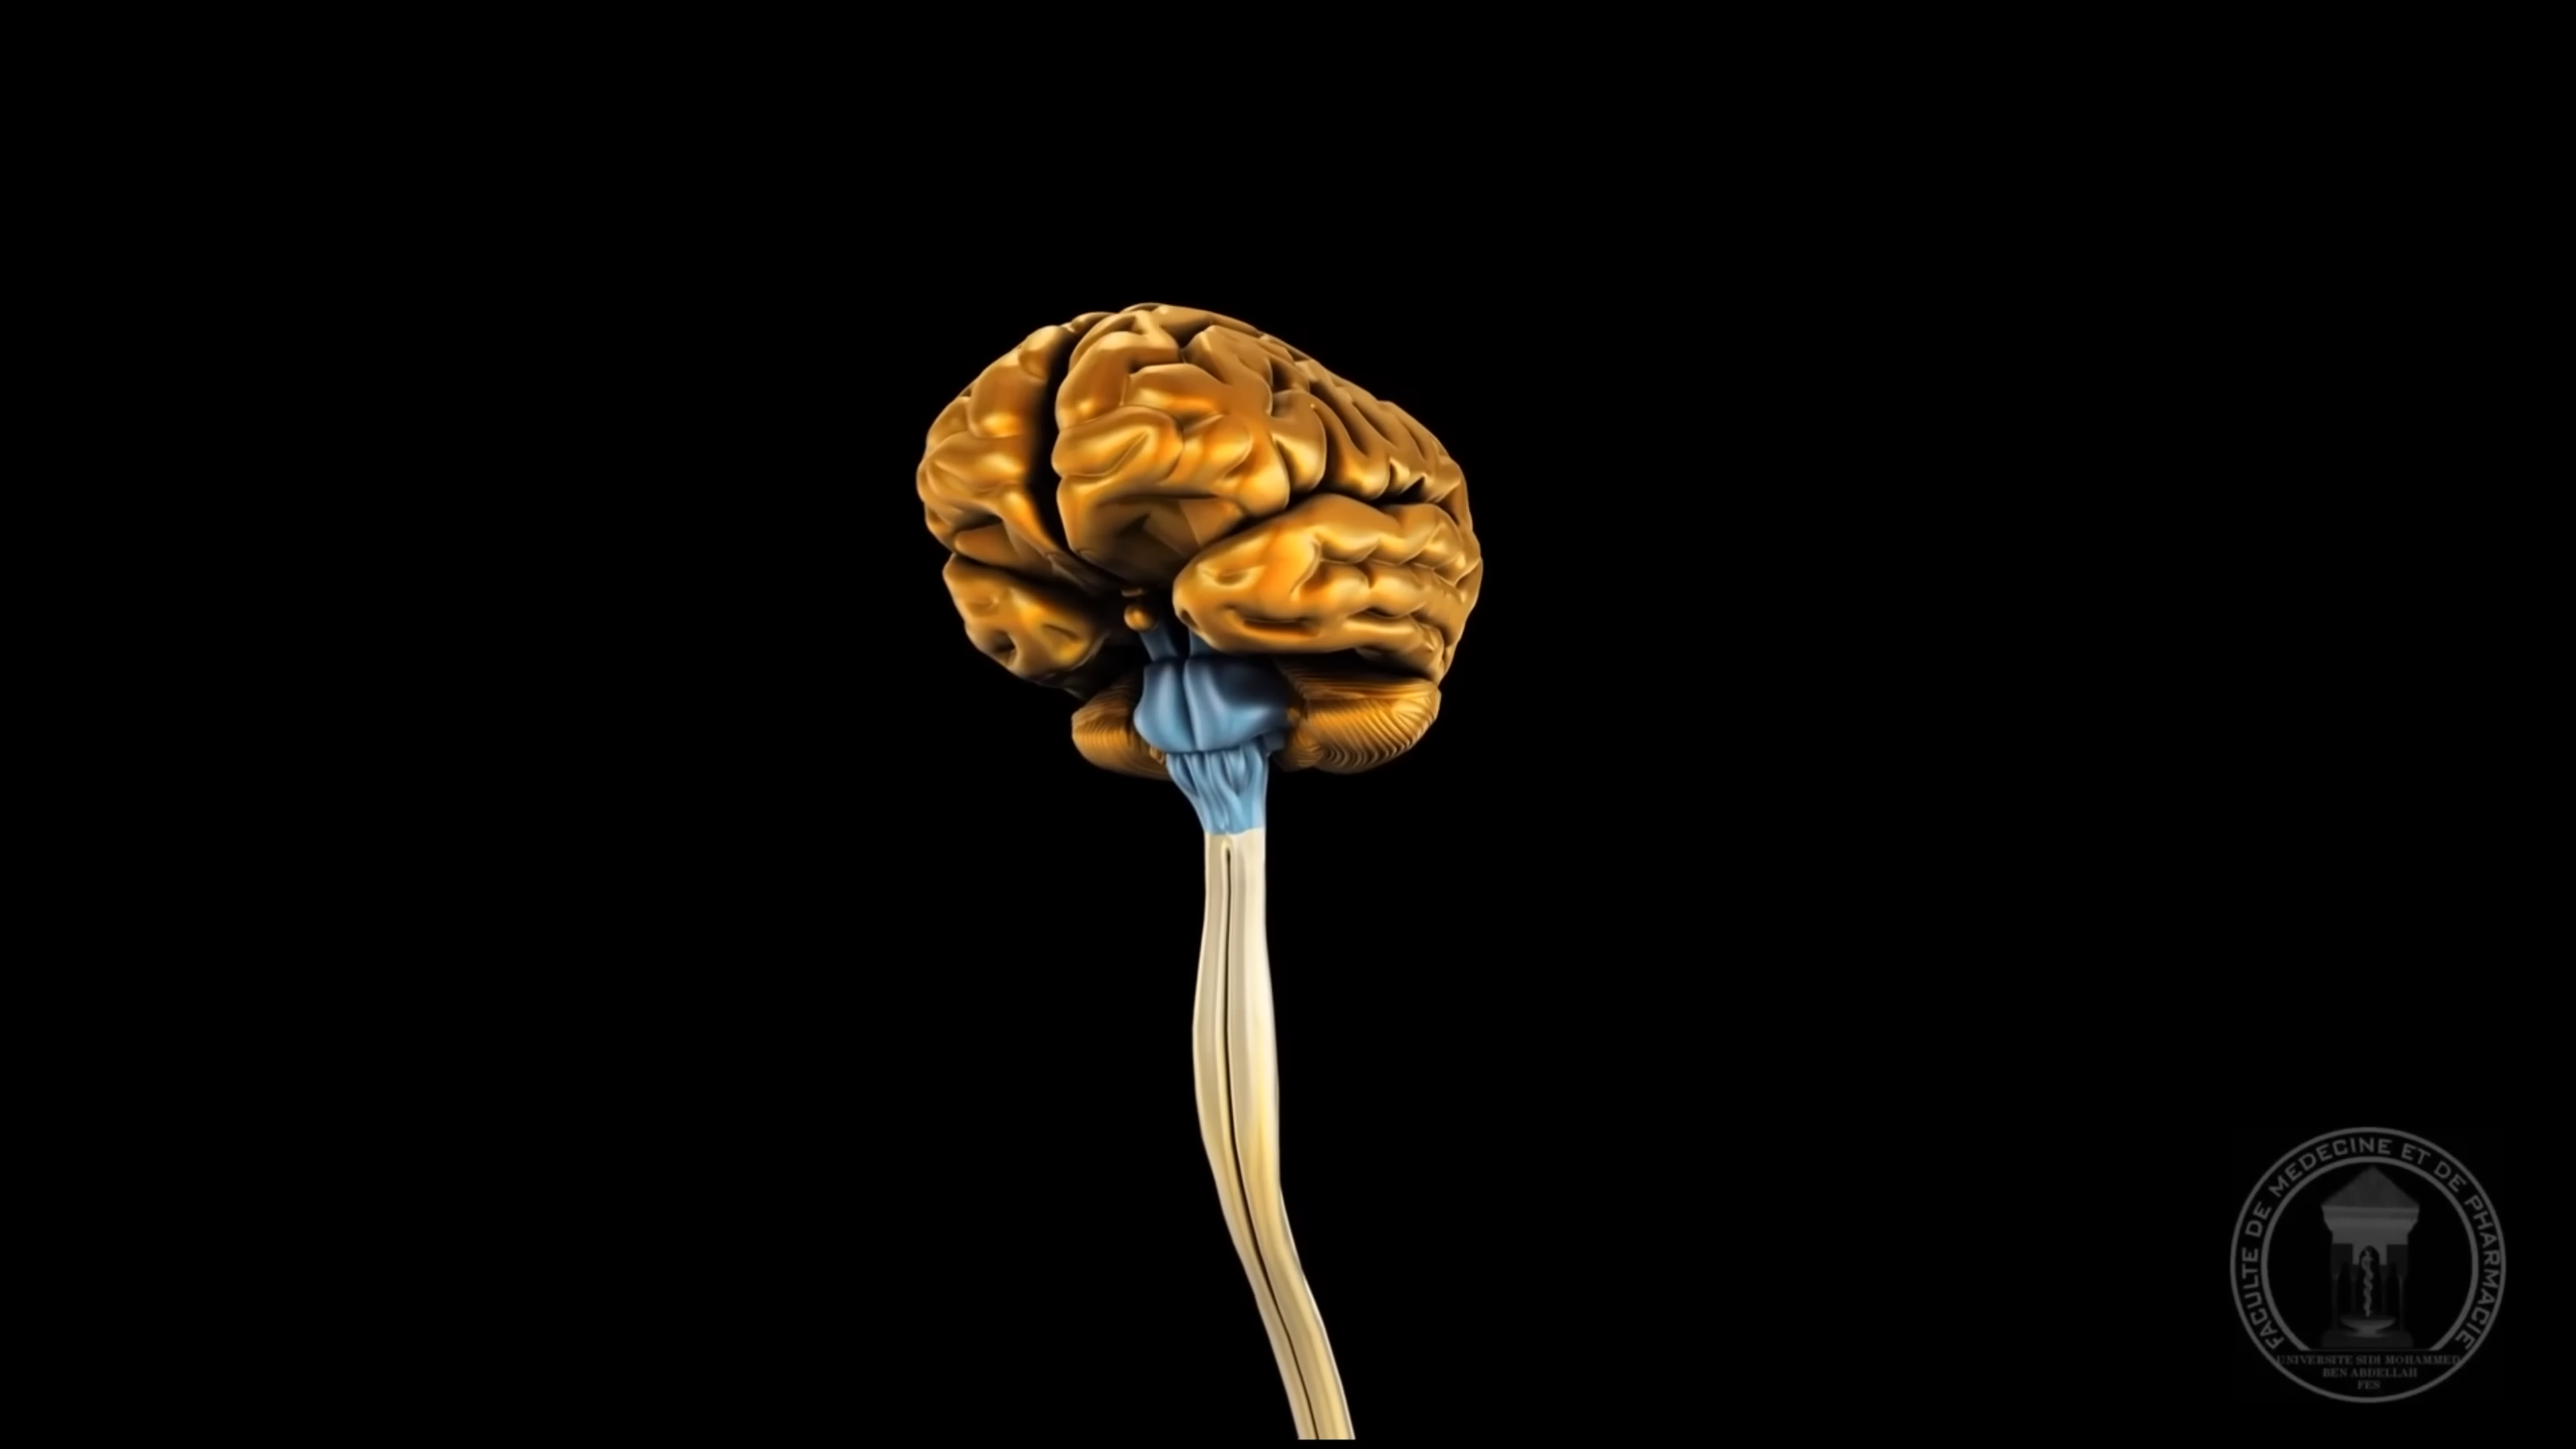 FACULTE DE MEDECINE ET DE PHARMACIE
UNIVERSITE SIDI MOHAMMED
BEN ABDELLAH
FES